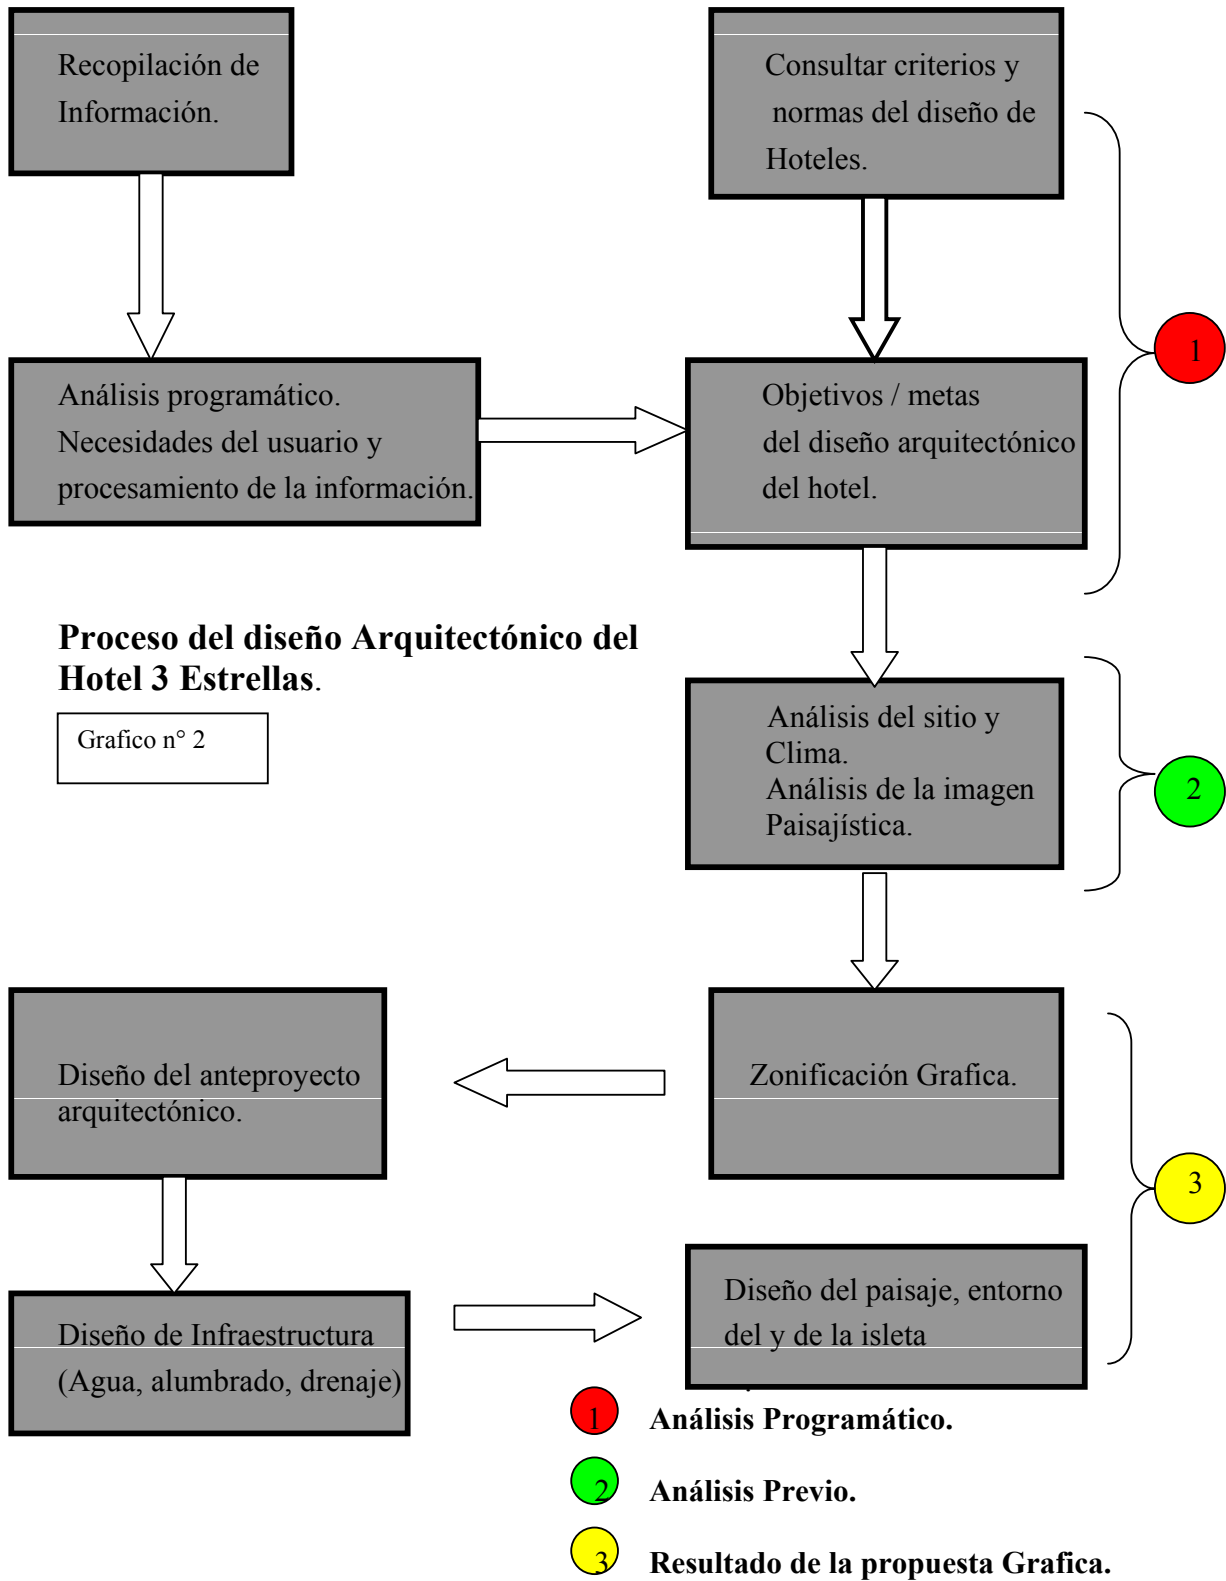 Recopilación de
Información.
Consultar criterios y
normas del diseño de
Hoteles.
1
Análisis programático.
Necesidades del usuario y
procesamiento de la información.
Objetivos / metas
del diseño arquitectónico
del hotel.
Proceso del diseño Arquitectónico del
Hotel 3 Estrellas.
Grafico n° 2
Análisis del sitio y
Clima.
Análisis de la imagen
Paisajística.
2
Diseño del anteproyecto
arquitectónico.
Zonificación Grafica.
3
Diseño de Infraestructura
(Agua, alumbrado, drenaje)
Diseño del paisaje, entorno
del y de la isleta
1 Análisis Programático.
2 Análisis Previo.
3 Resultado de la propuesta Grafica.